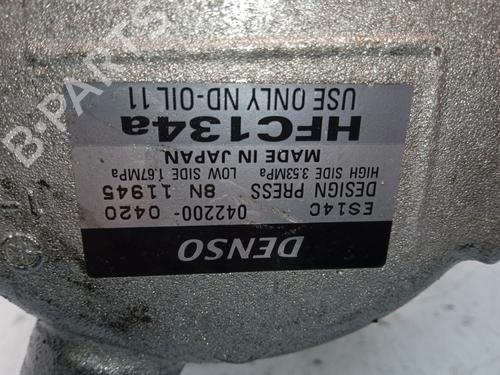 DENSO
ES14C 042200-0420
DESIGN PRESS 8N 11945
HIGH SIDE 3.53MPa LOW SIDE 1.67MPa
MADE IN JAPAN
HFC134a
USE ONLY ND-OIL 11
B-PARTS